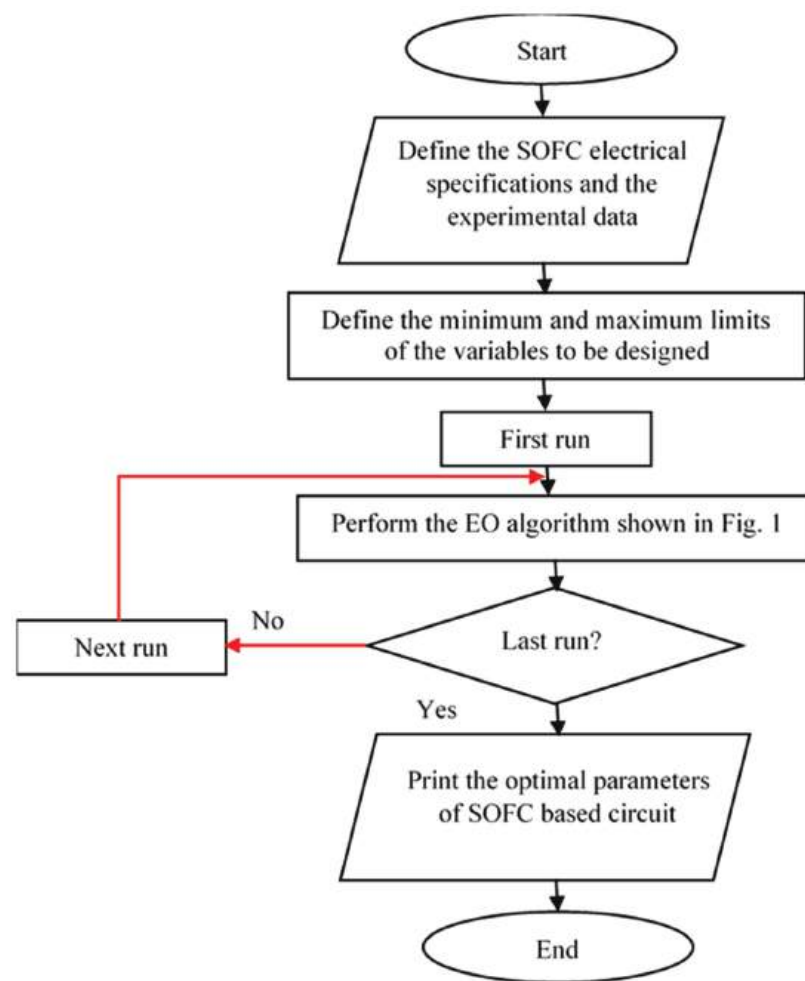 Start
Define the SOFC electrical
specifications and the
experimental data
Define the minimum and maximum limits
of the variables to be designed
First run
Perform the EO algorithm shown in Fig. 1
Last run?
No
Next run
Yes
Print the optimal parameters
of SOFC based circuit
End